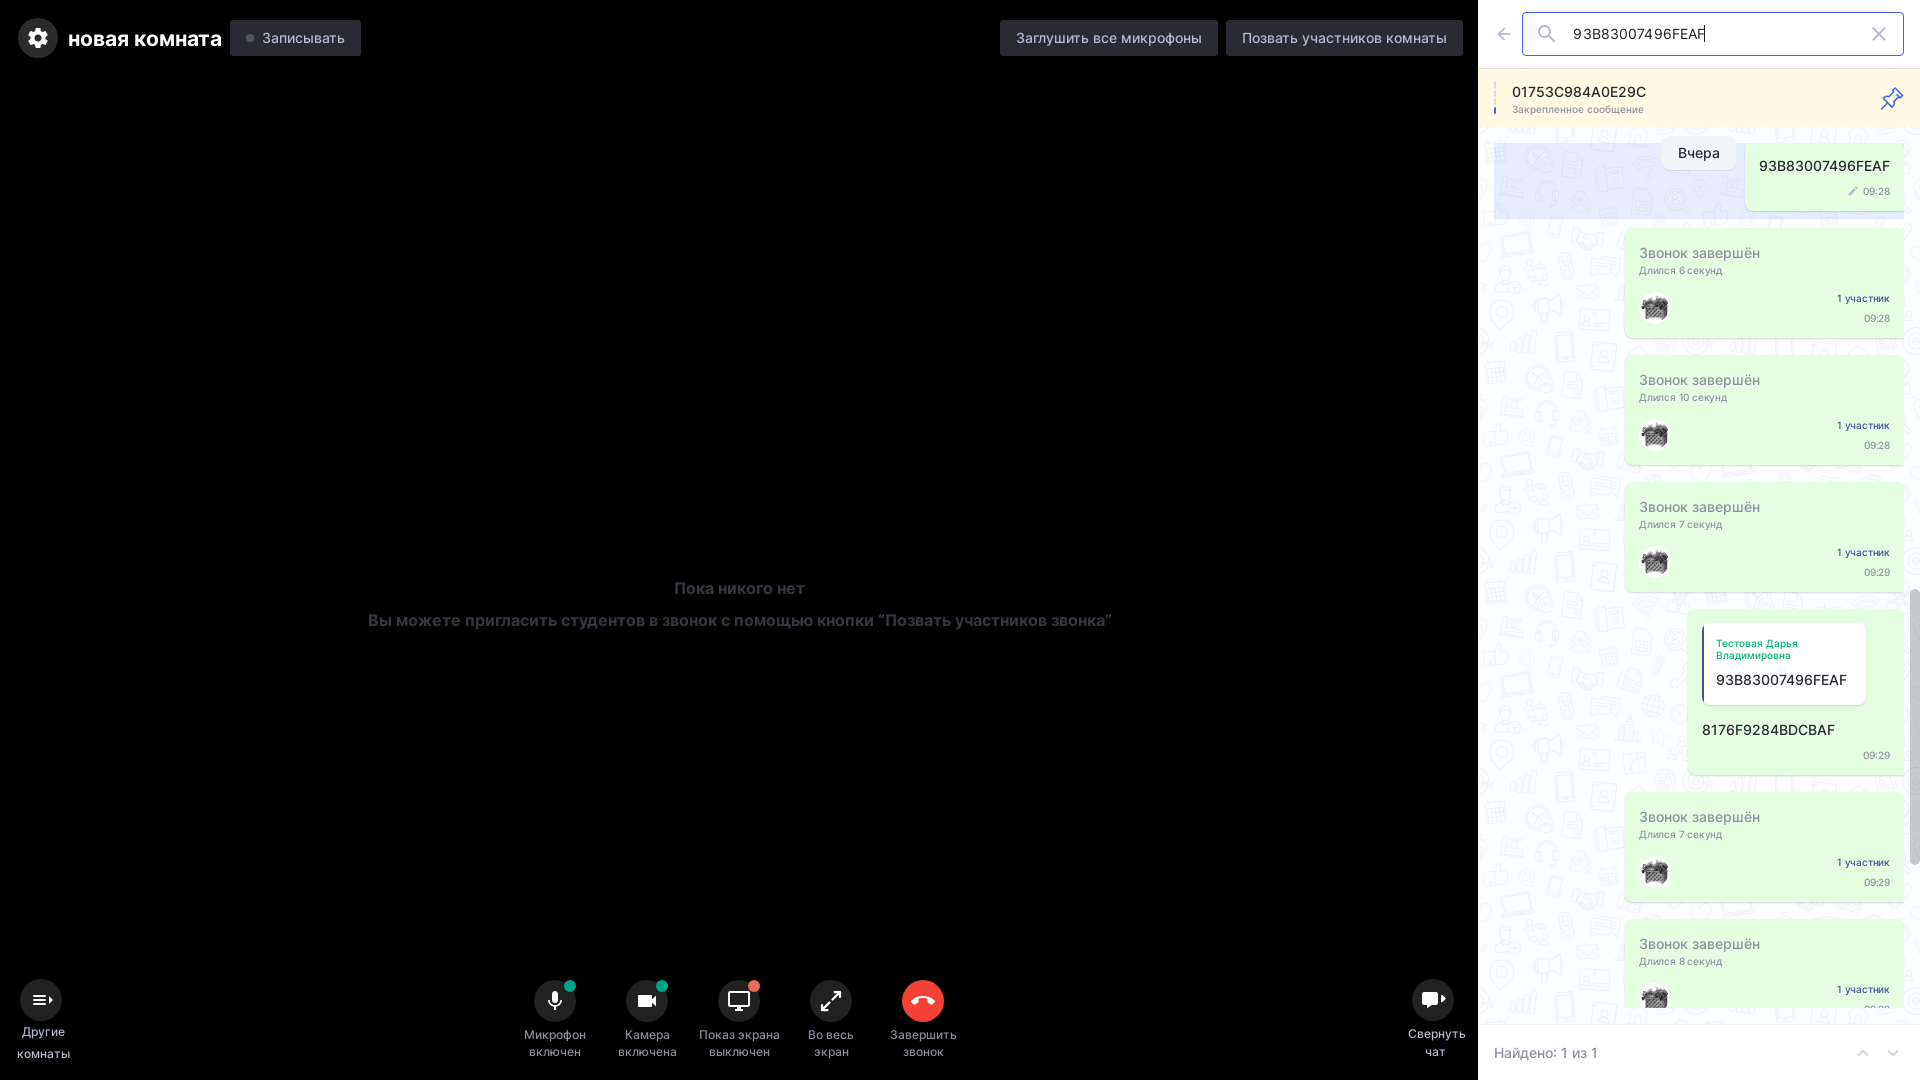 новая комната
Записывать
Заглушить все микрофоны
Позвать участников комнаты
93B83007496FEAF
01753C984A0E29C
Закрепленное сообщение
Вчера
93B83007496FEAF
09:28
Звонок завершён
Длился 6 секунд
1 участник
09:28
Звонок завершён
Длился 10 секунд
1 участник
09:28
Звонок завершён
Длился 7 секунд
1 участник
09:29
Тестовая Дарья
Владимировна
93B83007496FEAF
8176F9284BDCBAF
09:29
Звонок завершён
Длился 7 секунд
1 участник
09:29
Звонок завершён
Длился 8 секунд
1 участник
Найдено: 1 из 1
Пока никого нет
Вы можете пригласить студентов в звонок с помощью кнопки “Позвать участников звонка”
Другие
комнаты
Микрофон
включен
Камера
включена
Показ экрана
выключен
Во весь
экран
Завершить
звонок
Свернуть
чат